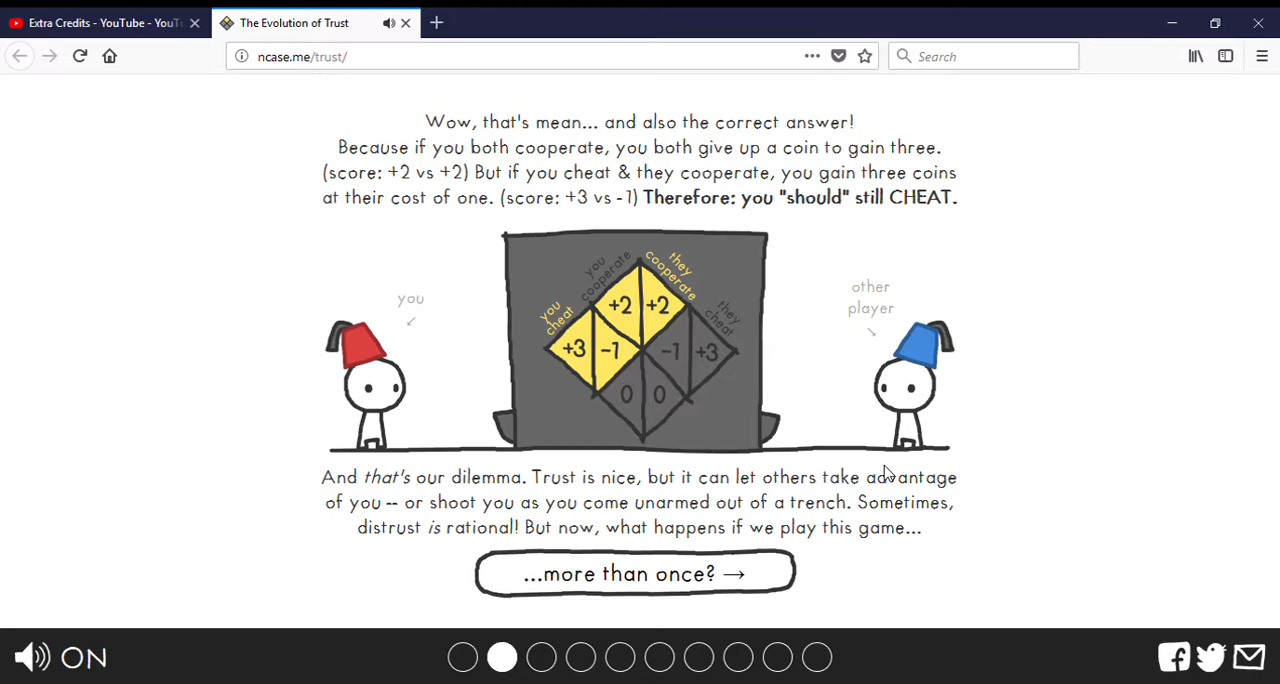 Extra Credits - YouTube - YouT
The Evolution of Trust
ncase.me/trust/
Search
Wow, that's mean... and also the correct answer!
Because if you both cooperate, you both give up a coin to gain three.
(score: +2 vs +2) But if you cheat & they cooperate, you gain three coins
at their cost of one. (score: +3 vs -1) Therefore: you "should" still CHEAT.
you cooperate
they cooperate
you cheat
they cheat
+2 +2
+3 -1 -1 +3
0 0
you
other
player
And that's our dilemma. Trust is nice, but it can let others take advantage
of you -- or shoot you as you come unarmed out of a trench. Sometimes,
distrust is rational! But now, what happens if we play this game...
...more than once? →
ON